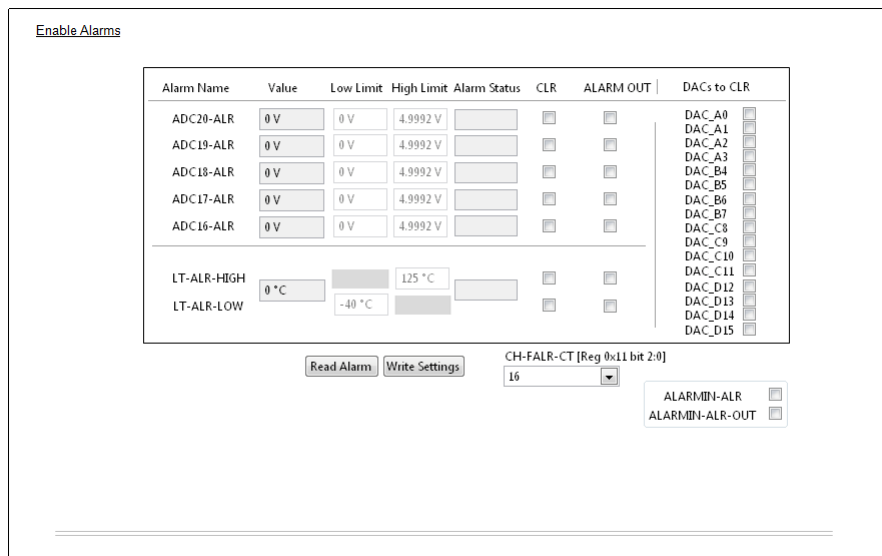 Enable Alarms
Alarm Name Value Low Limit High Limit Alarm Status CLR ALARM OUT DACs to CLR
ADC20-ALR 0 V 0 V 4.9992 V
ADC19-ALR 0 V 0 V 4.9992 V
ADC18-ALR 0 V 0 V 4.9992 V
ADC17-ALR 0 V 0 V 4.9992 V
ADC16-ALR 0 V 0 V 4.9992 V
LT-ALR-HIGH 125 °C
0 °C
LT-ALR-LOW -40 °C
DAC_A0
DAC_A1
DAC_A2
DAC_A3
DAC_B4
DAC_B5
DAC_B6
DAC_B7
DAC_C8
DAC_C9
DAC_C10
DAC_C11
DAC_D12
DAC_D13
DAC_D14
DAC_D15
Read Alarm Write Settings
CH-FALR-CT [Reg 0x11 bit 2:0]
16
ALARMIN-ALR
ALARMIN-ALR-OUT